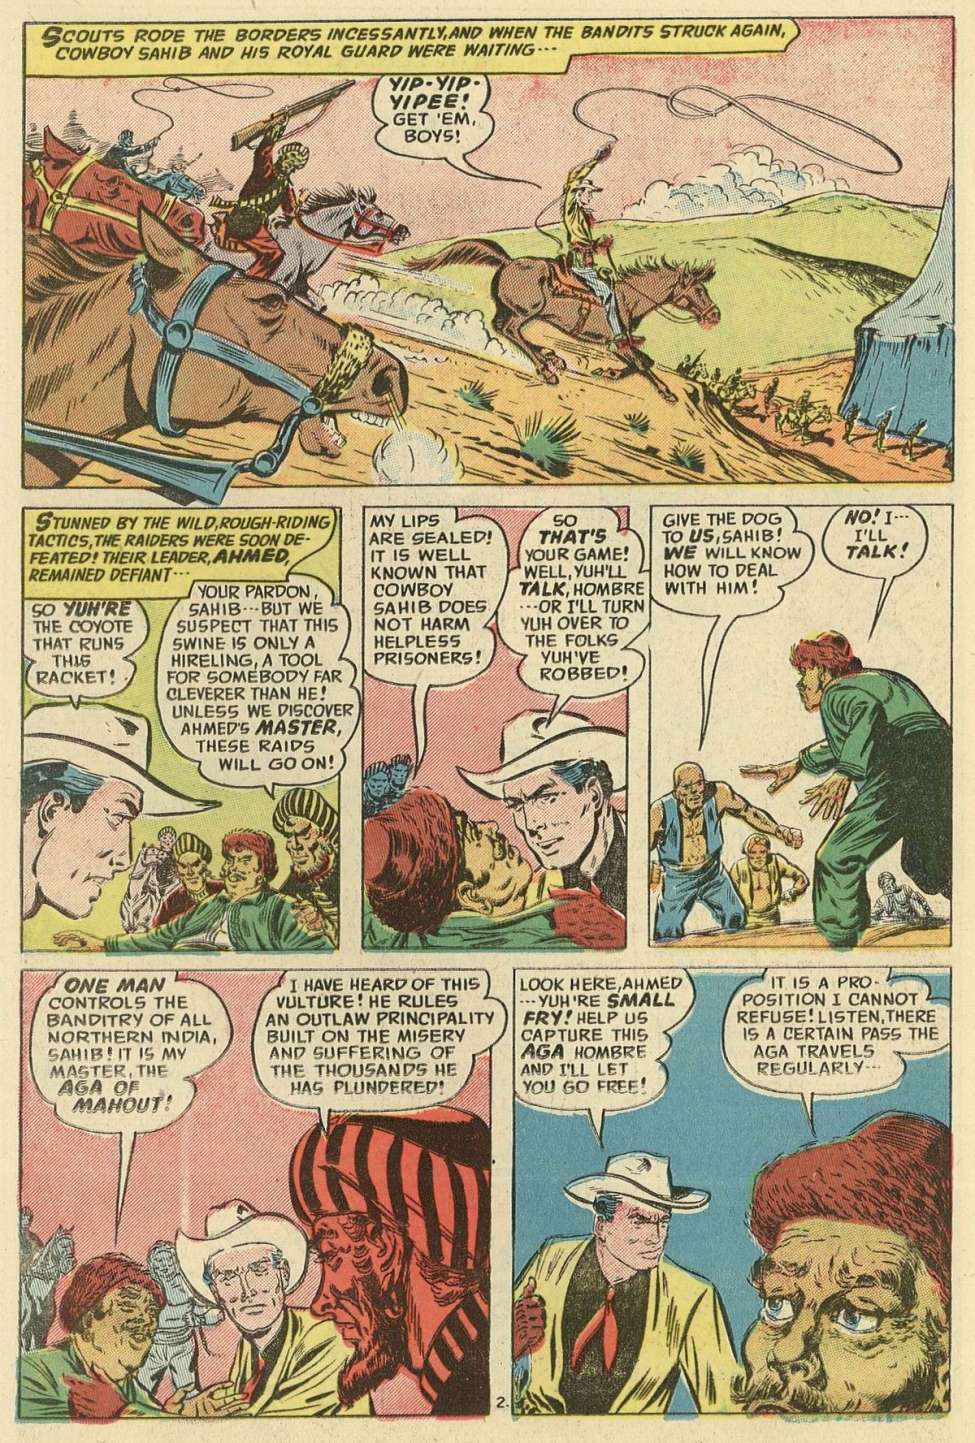 SCOUTS RODE THE BORDERS INCESSANTLY, AND WHEN THE BANDITS STRUCK AGAIN,
COWBOY SAHIB AND HIS ROYAL GUARD WERE WAITING---
YIP-YIP-
YIPEE!
GET 'EM,
BOYS!
STUNNED BY THE WILD, ROUGH-RIDING
TACTICS, THE RAIDERS WERE SOON DE-
FEATED! THEIR LEADER, AHMED,
REMAINED DEFIANT---
SO YUH'RE
THE COYOTE
THAT RUNS
THIS
RACKET!
YOUR PARDON,
SAHIB---BUT WE
SUSPECT THAT THIS
SWINE IS ONLY A
HIRELING, A TOOL
FOR SOMEBODY FAR
CLEVERER THAN HE!
UNLESS WE DISCOVER
AHMED'S MASTER,
THESE RAIDS
WILL GO ON!
MY LIPS
ARE SEALED!
IT IS WELL
KNOWN THAT
COWBOY
SAHIB DOES
NOT HARM
HELPLESS
PRISONERS!
SO
THAT'S
YOUR GAME!
WELL, YUH'LL
TALK, HOMBRE
---OR I'LL TURN
YUH OVER TO
THE FOLKS
YUH'VE
ROBBED!
GIVE THE DOG
TO US, SAHIB!
WE WILL KNOW
HOW TO DEAL
WITH HIM!
NO! I---
I'LL
TALK!
ONE MAN
CONTROLS THE
BANDITRY OF ALL
NORTHERN INDIA,
SAHIB! IT IS MY
MASTER, THE
AGA OF
MAHOUT!
I HAVE HEARD OF THIS
VULTURE! HE RULES
AN OUTLAW PRINCIPALITY
BUILT ON THE MISERY
AND SUFFERING OF
THE THOUSANDS HE
HAS PLUNDERED!
LOOK HERE, AHMED
---YUH'RE SMALL
FRY! HELP US
CAPTURE THIS
AGA HOMBRE
AND I'LL LET
YOU GO FREE!
IT IS A PRO-
POSITION I CANNOT
REFUSE! LISTEN, THERE
IS A CERTAIN PASS THE
AGA TRAVELS
REGULARLY---
2-